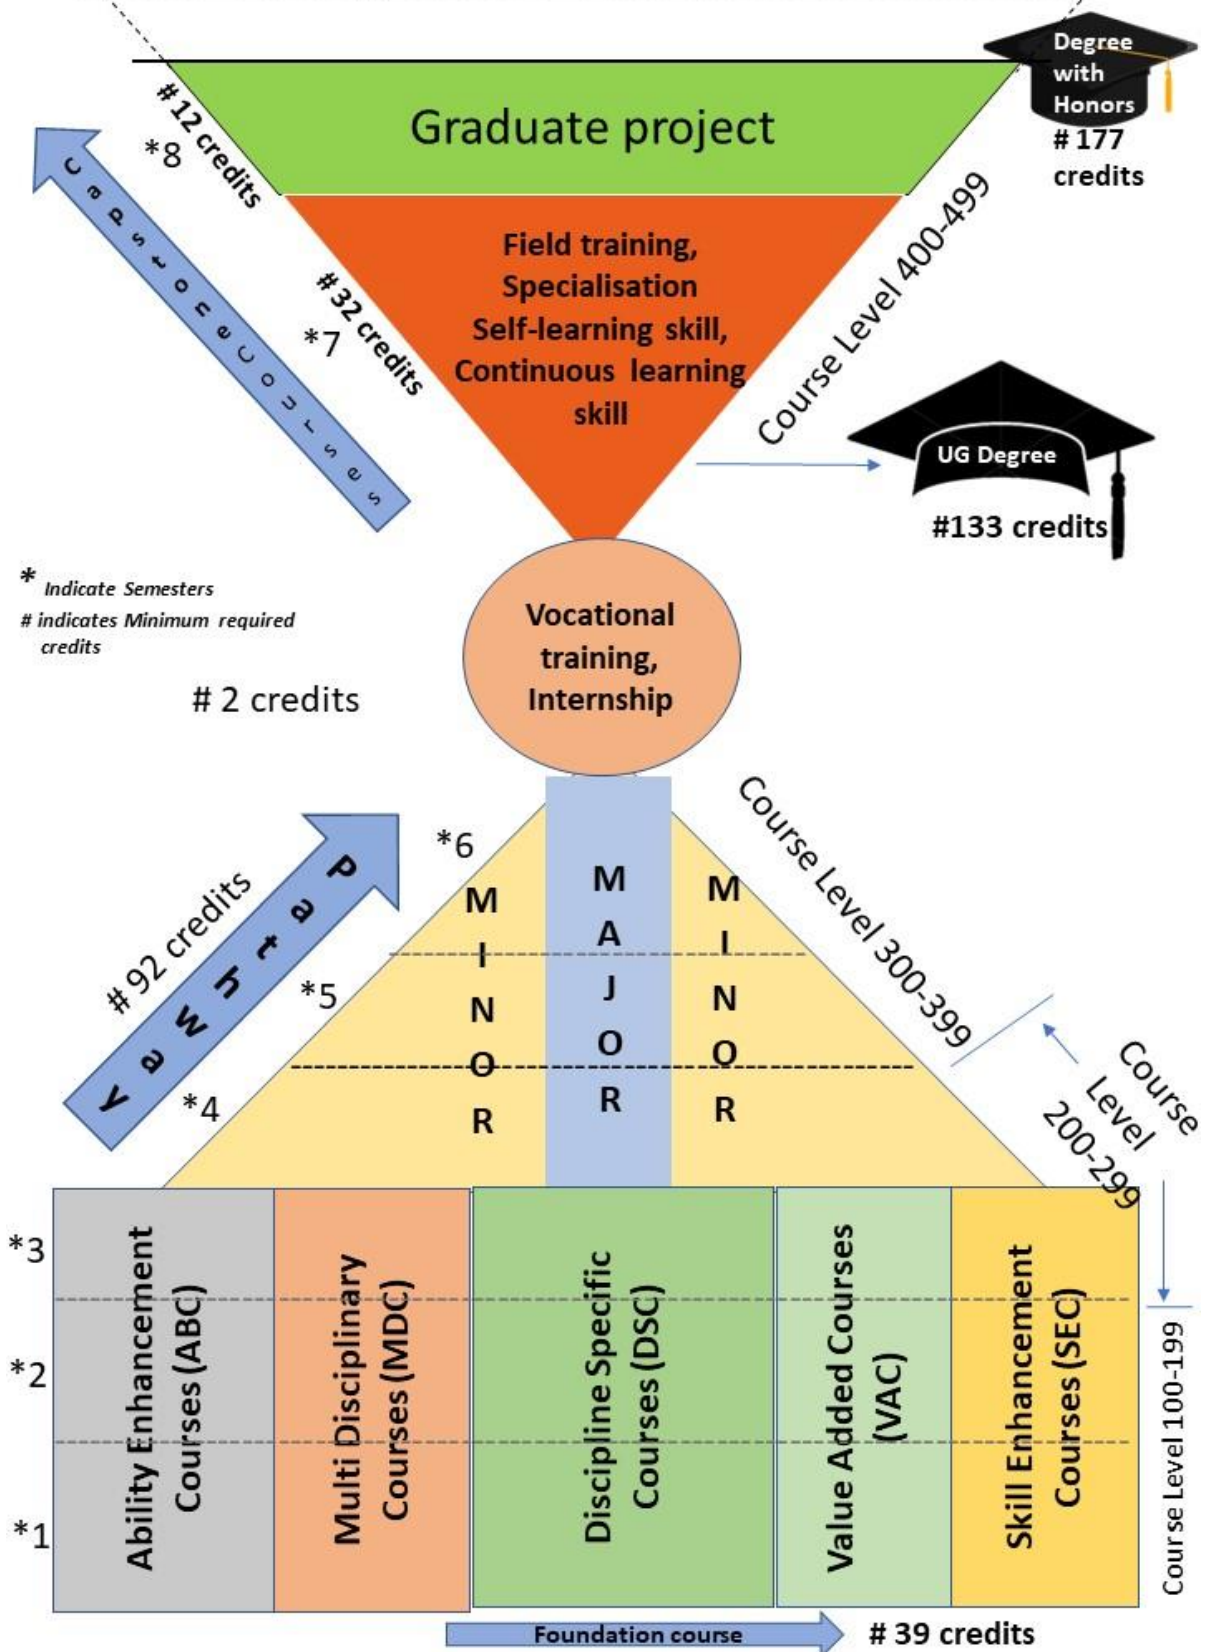 Degree
with
Honors
# 177
credits
Graduate project
# 12 credits
*8
Capstone Courses
Field training,
Specialisation
Self-learning skill,
Continuous learning
skill
# 32 credits
*7
Course Level 400-499
UG Degree
#133 credits
* Indicate Semesters
# indicates Minimum required
credits
# 2 credits
Vocational
training,
Internship
Pathway
# 92 credits
*6
*5
*4
MINOR
MAJOR
MINOR
Course Level 300-399
Course
Level
200-299
*3
*2
*1
Ability Enhancement
Courses (ABC)
Multi Disciplinary
Courses (MDC)
Discipline Specific
Courses (DSC)
Value Added Courses
(VAC)
Skill Enhancement
Courses (SEC)
Course Level 100-199
Foundation course
# 39 credits